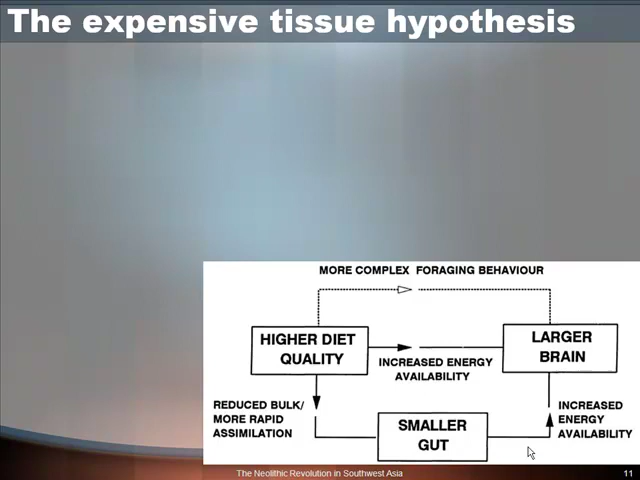 The expensive tissue hypothesis
MORE COMPLEX FORAGING BEHAVIOUR
HIGHER DIET
QUALITY
LARGER
BRAIN
INCREASED ENERGY
AVAILABILITY
REDUCED BULK/
MORE RAPID
ASSIMILATION
SMALLER
GUT
INCREASED
ENERGY
AVAILABILITY
The Neolithic Revolution in Southwest Asia
11